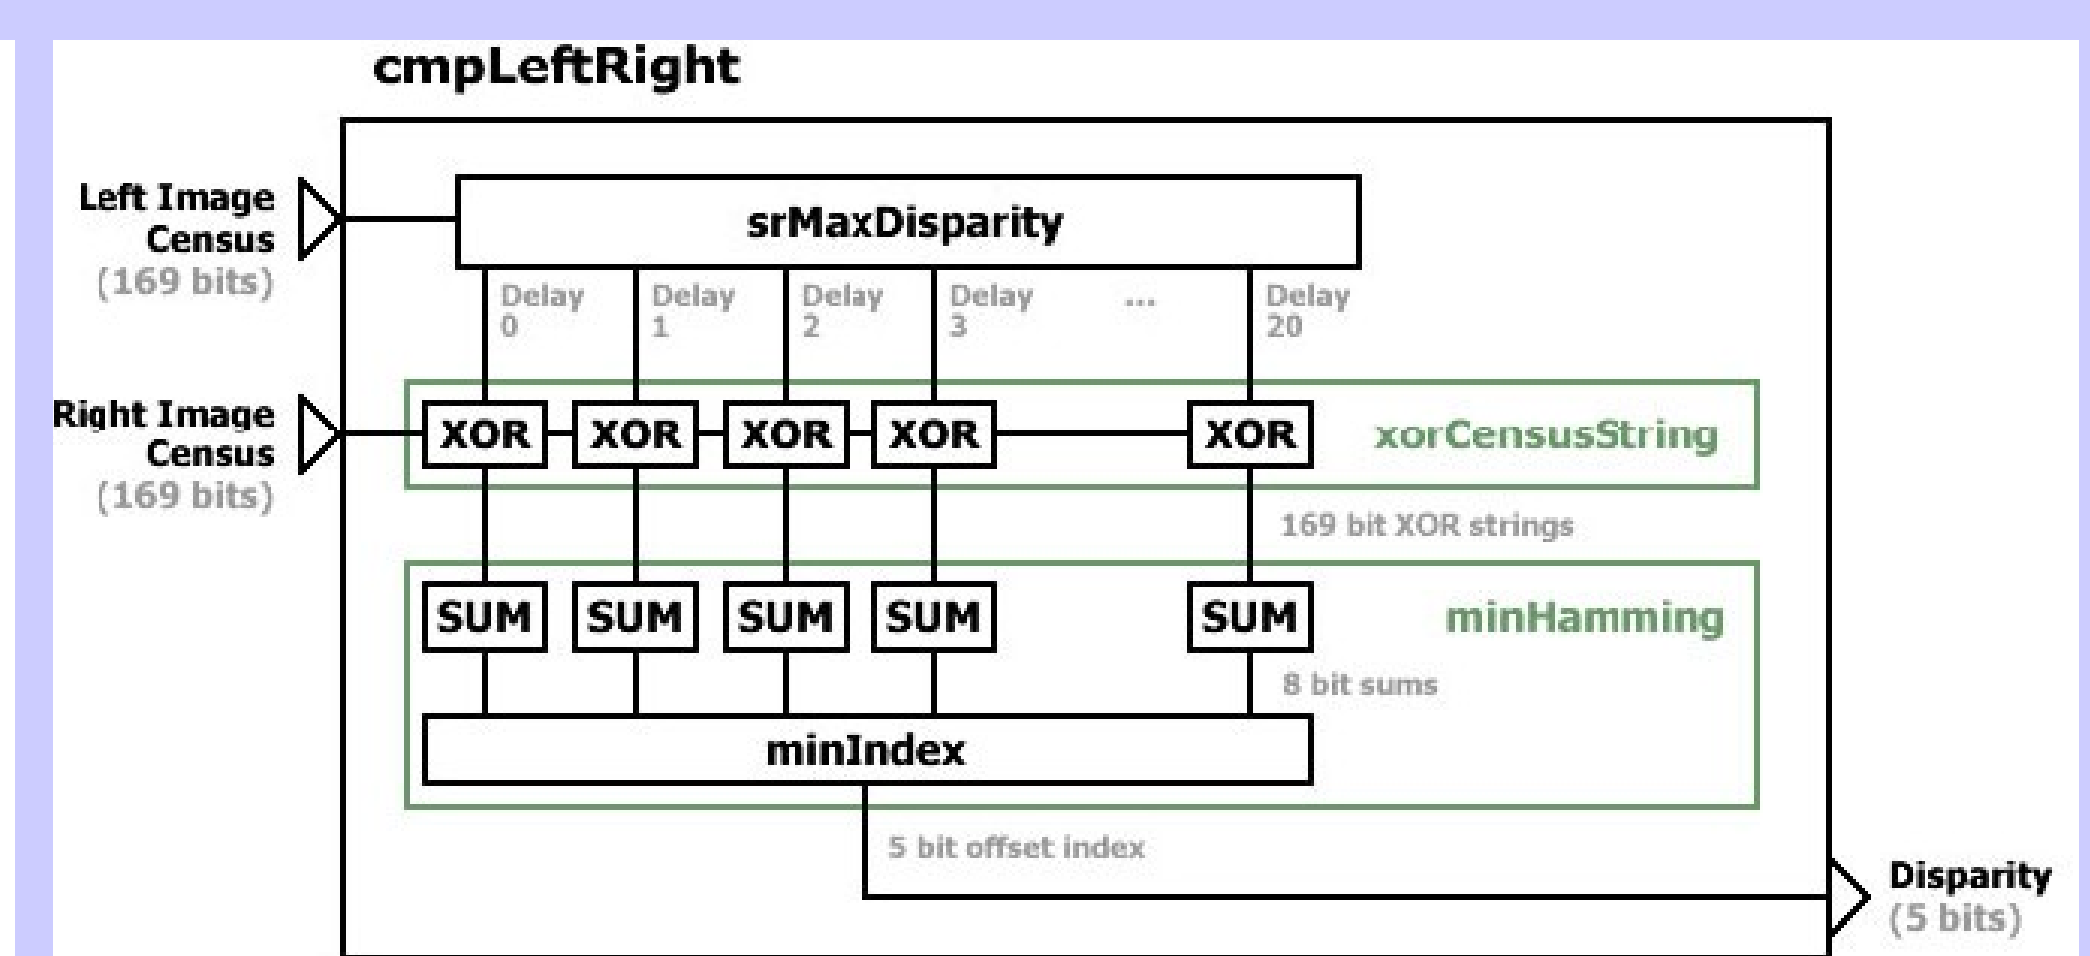 cmpLeftRight
Left Image
Census
(169 bits)
srMaxDisparity
Delay
0
Delay
1
Delay
2
Delay
3
...
Delay
20
Right Image
Census
(169 bits)
XOR
XOR
XOR
XOR
XOR
xorCensusString
169 bit XOR strings
SUM
SUM
SUM
SUM
SUM
minHamming
8 bit sums
minIndex
5 bit offset index
Disparity
(5 bits)